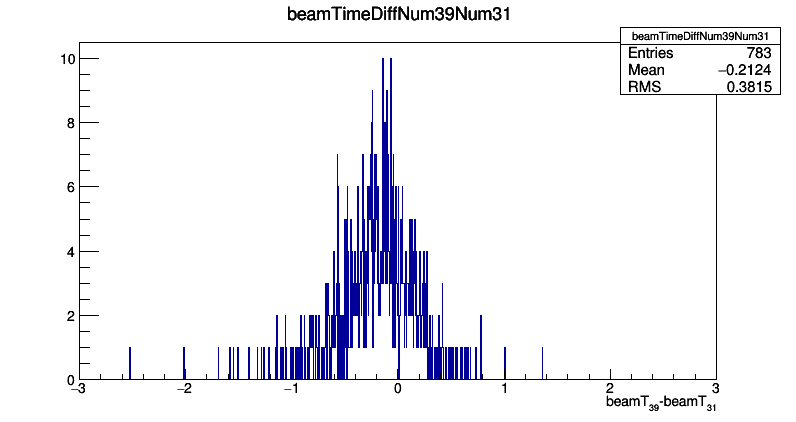 beamTimeDiffNum39Num31
beamTimeDiffNum39Num31
Entries 783
Mean −0.2124
RMS 0.3815
10
8
6
4
2
0
−3 −2 −1 0 1 2 3
beamT39-beamT31